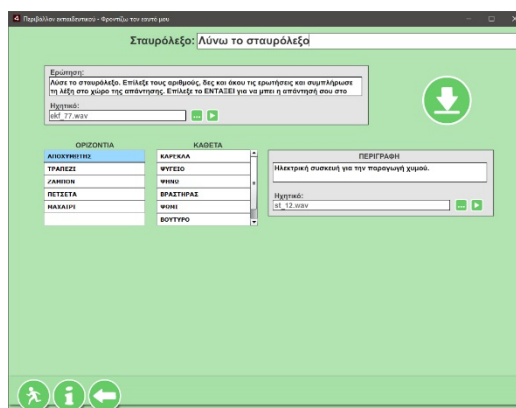 Περιβάλλον εκπαιδευτικού - Φροντίζω τον εαυτό μου
Σταυρόλεξο: Λύνω το σταυρόλεξο
Ερώτηση:
Λύσε το σταυρόλεξο. Επίλεξε τους αριθμούς, δες και άκου τις ερωτήσεις και συμπλήρωσε
τη λέξη στο χώρο της απάντησης. Επίλεξε το ΕΝΤΑΞΕΙ για να μπει η απάντησή σου στο
Ηχητικό:
ekf_77.wav
ΟΡΙΖΟΝΤΙΑ
ΑΠΟΧΥΜΩΤΗΣ
ΤΡΑΠΕΖΙ
ΖΑΜΠΟΝ
ΠΕΤΣΕΤΑ
ΜΑΧΑΙΡΙ
ΚΑΘΕΤΑ
ΚΑΡΕΚΛΑ
ΨΥΓΕΙΟ
ΨΗΝΩ
ΒΡΑΣΤΗΡΑΣ
ΨΩΜΙ
ΒΟΥΤΥΡΟ
ΠΕΡΙΓΡΑΦΗ
Ηλεκτρική συσκευή για την παραγωγή χυμού.
Ηχητικό:
st_12.wav